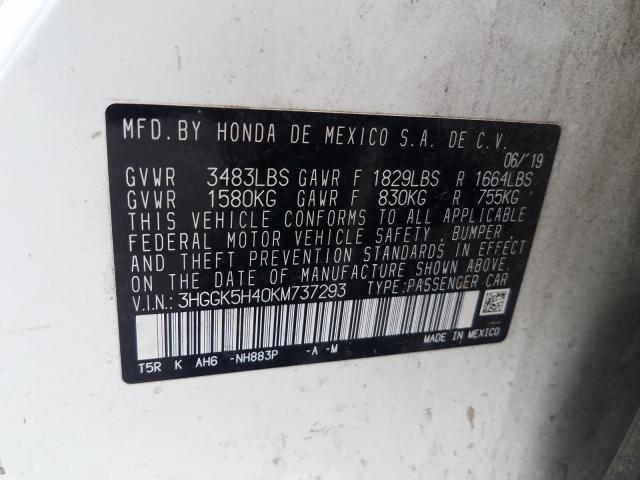 MFD.BY HONDA DE MEXICO S.A. DE C.V.
06/'19
GVWR 3483LBS GAWR F 1829LBS R 1664LBS
GVWR 1580KG GAWR F 830KG R 755KG
THIS VEHICLE CONFORMS TO ALL APPLICABLE
FEDERAL MOTOR VEHICLE SAFETY, BUMPER,
AND THEFT PREVENTION STANDARDS IN EFFECT
ON THE DATE OF MANUFACTURE SHOWN ABOVE.
V.I.N.:3HGGK5H40KM737293 TYPE:PASSENGER CAR
MADE IN MEXICO
T5R K AH6 -NH883P -A -M